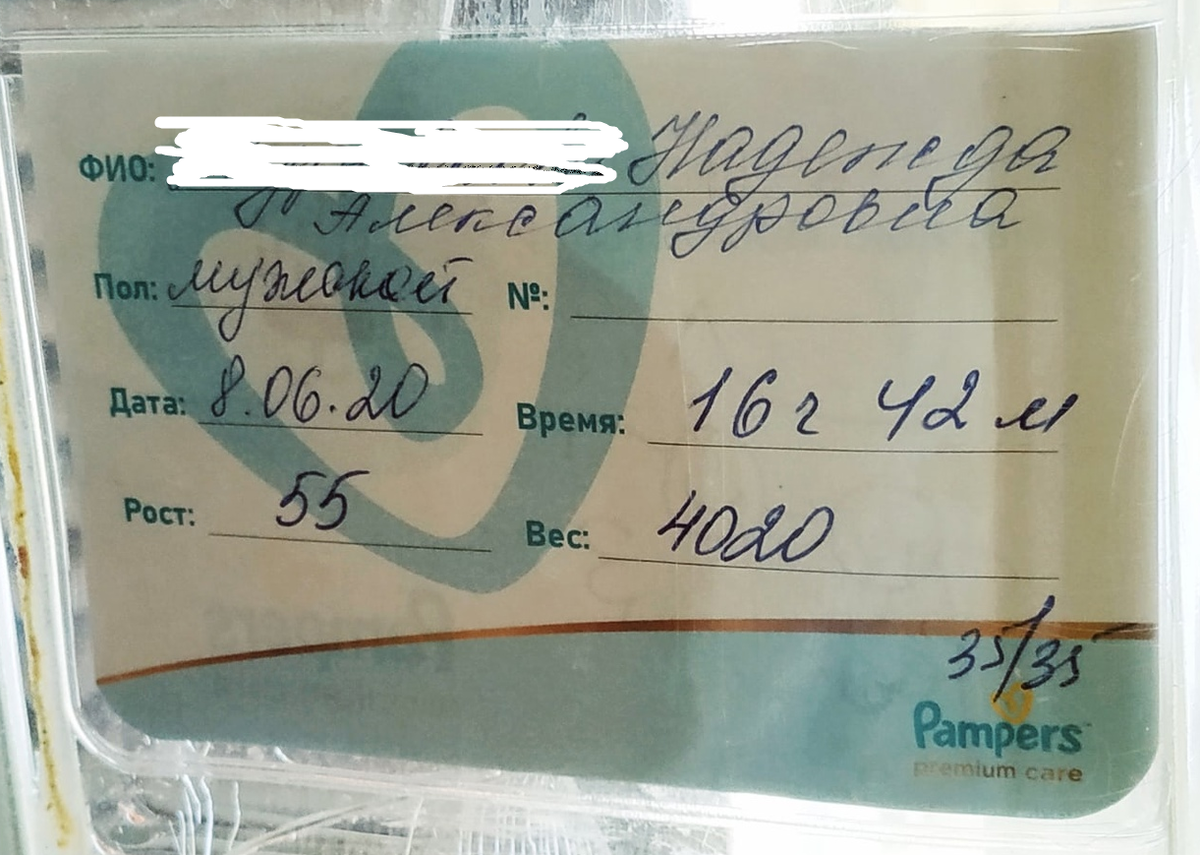 ФИО: Надежда
Александровна
Пол: мужской №:
Дата: 8.06.20 Время: 16 г 42 м
Рост: 55 Вес: 4020
35/35
Pampers
premium care